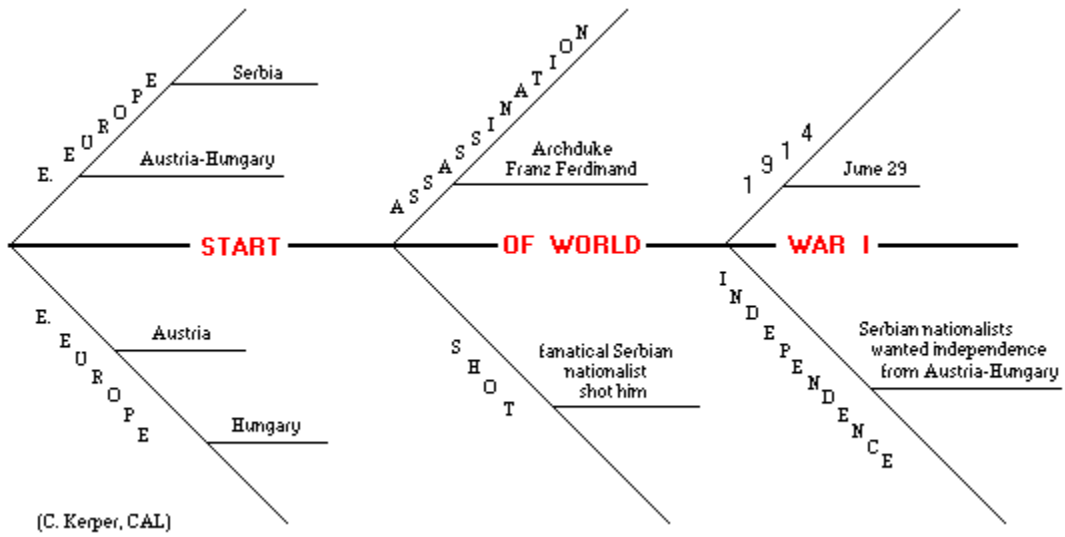 E. EUROPE
Serbia
Austria-Hungary
ASSASSINATION
Archduke
Franz Ferdinand
1914
June 29
START OF WORLD WAR I
E. EUROPE
Austria
Hungary
SHOT
fanatical Serbian
nationalist
shot him
INDEPENDENCE
Serbian nationalists
wanted independence
from Austria-Hungary
(C. Kerper, CAL)